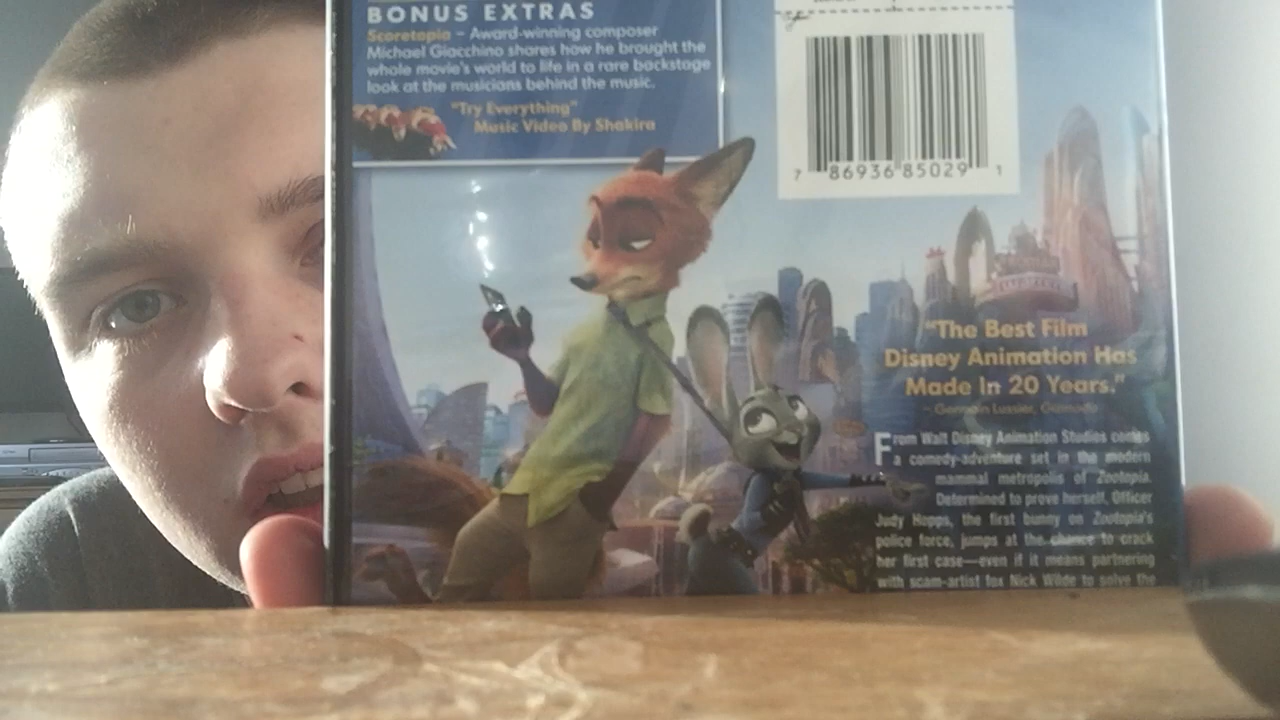 BONUS EXTRAS
Scoretopia – Award-winning composer
Michael Giacchino shares how he brought the
whole movie's world to life in a rare backstage
look at the musicians behind the music.
"Try Everything"
Music Video By Shakira
7 86936 85029 1
"The Best Film
Disney Animation Has
Made In 20 Years."
– Germain Lussier, Gizmodo
From Walt Disney Animation Studios comes
a comedy-adventure set in the modern
mammal metropolis of Zootopia.
Determined to prove herself, Officer
Judy Hopps, the first bunny on Zootopia's
police force, jumps at the chance to crack
her first case—even if it means partnering
with scam-artist fox Nick Wilde to solve the